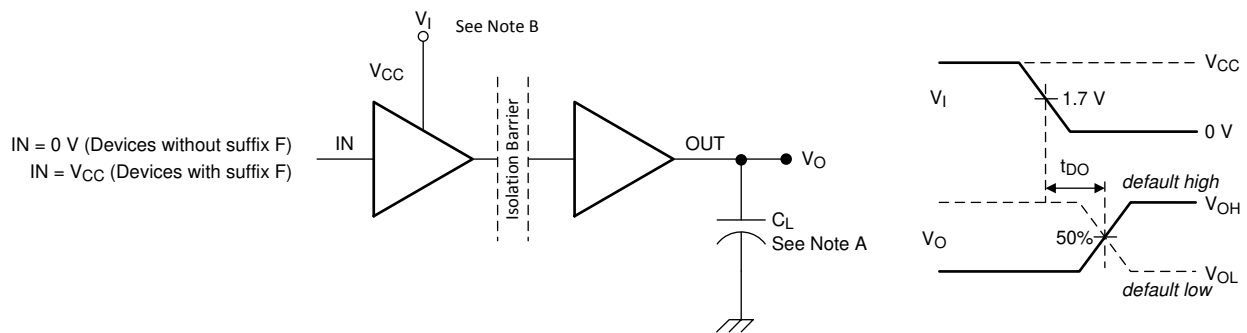 V_I
See Note B
V_CC
IN = 0 V (Devices without suffix F)
IN = V_CC (Devices with suffix F)
IN
Isolation Barrier
OUT
V_O
C_L
See Note A
V_I
V_CC
1.7 V
0 V
t_DO
default high
V_OH
V_O
50%
V_OL
default low